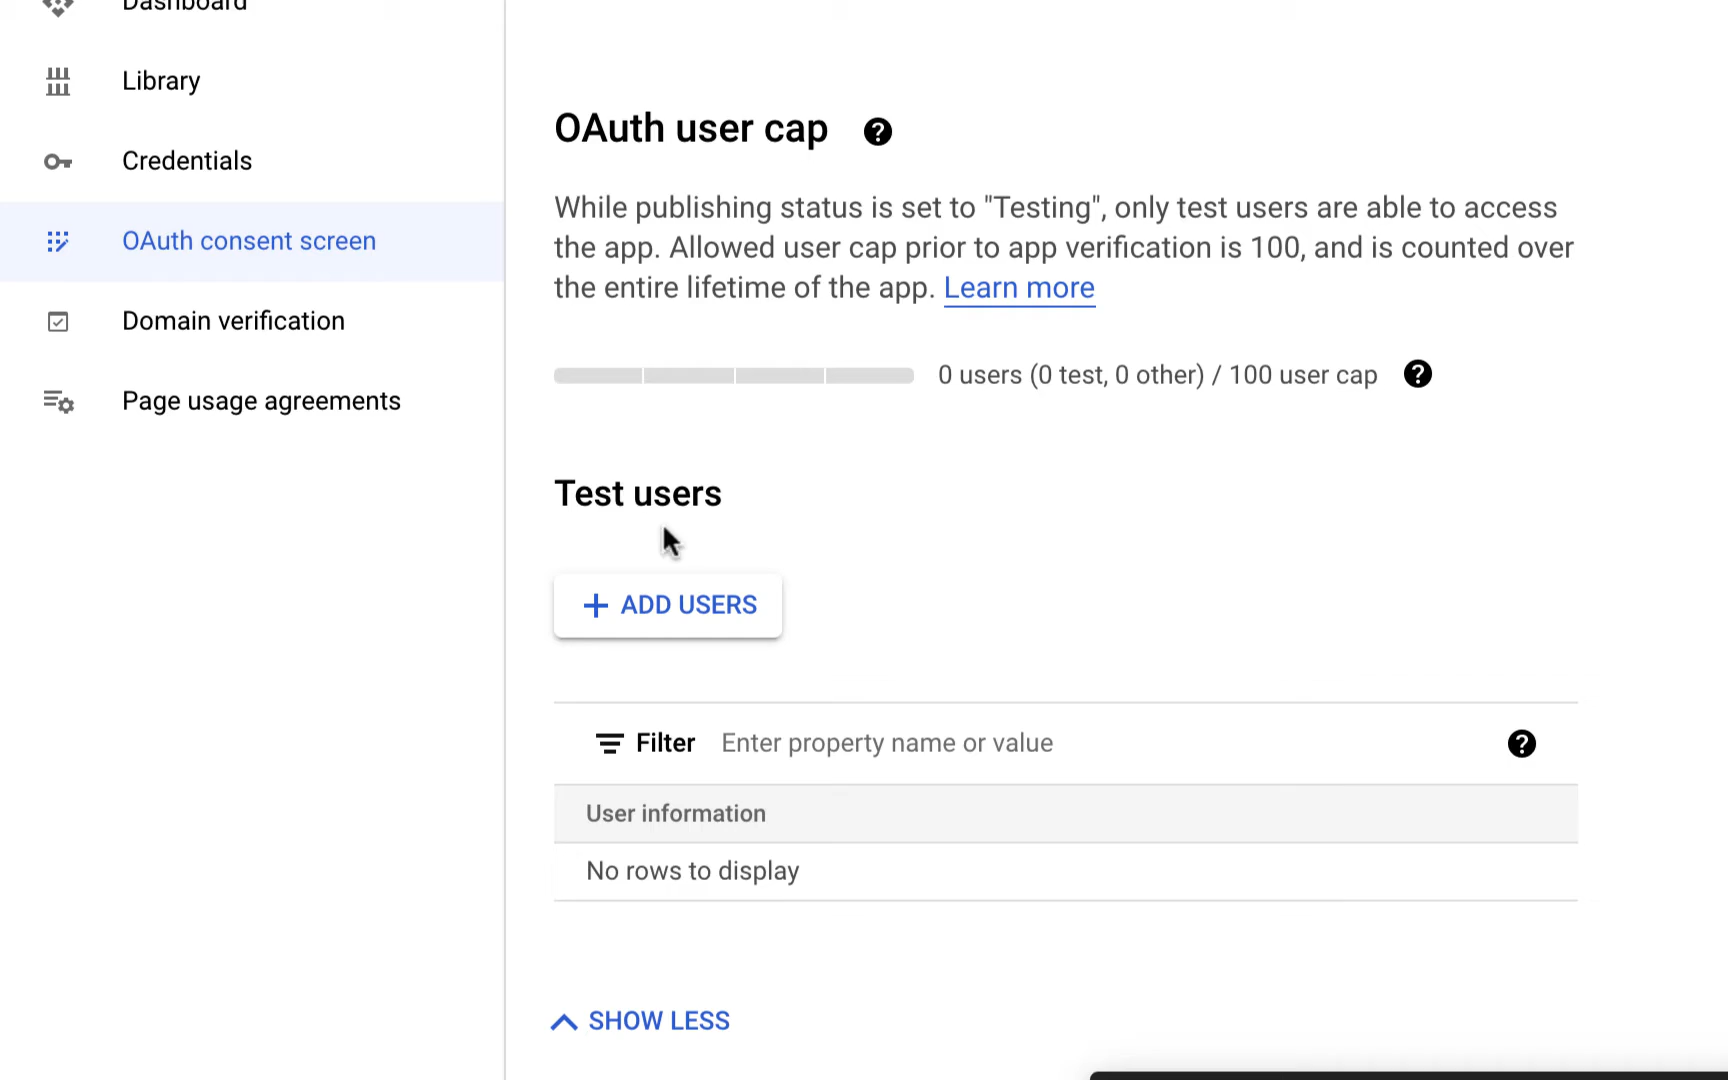 Dashboard
Library
Credentials
OAuth consent screen
Domain verification
Page usage agreements
OAuth user cap
While publishing status is set to "Testing", only test users are able to access
the app. Allowed user cap prior to app verification is 100, and is counted over
the entire lifetime of the app. Learn more
0 users (0 test, 0 other) / 100 user cap
Test users
+ ADD USERS
Filter Enter property name or value
User information
No rows to display
SHOW LESS